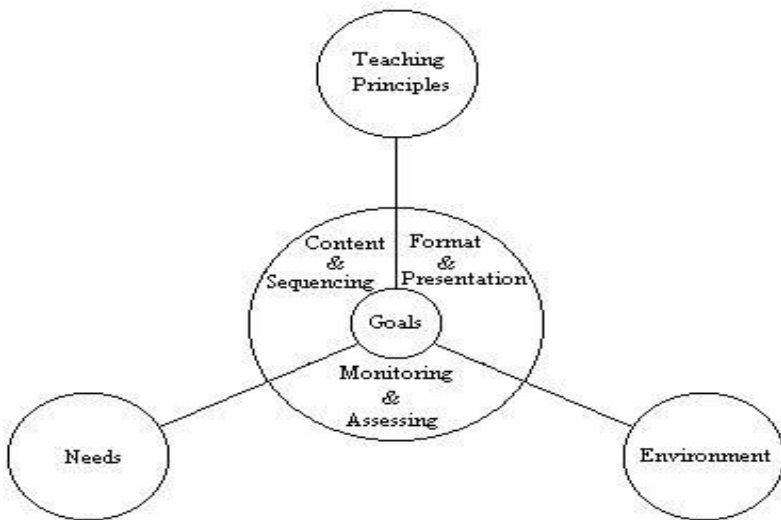 Teaching
Principles
Content
&
Sequencing
Format
&
Presentation
Goals
Monitoring
&
Assessing
Needs
Environment